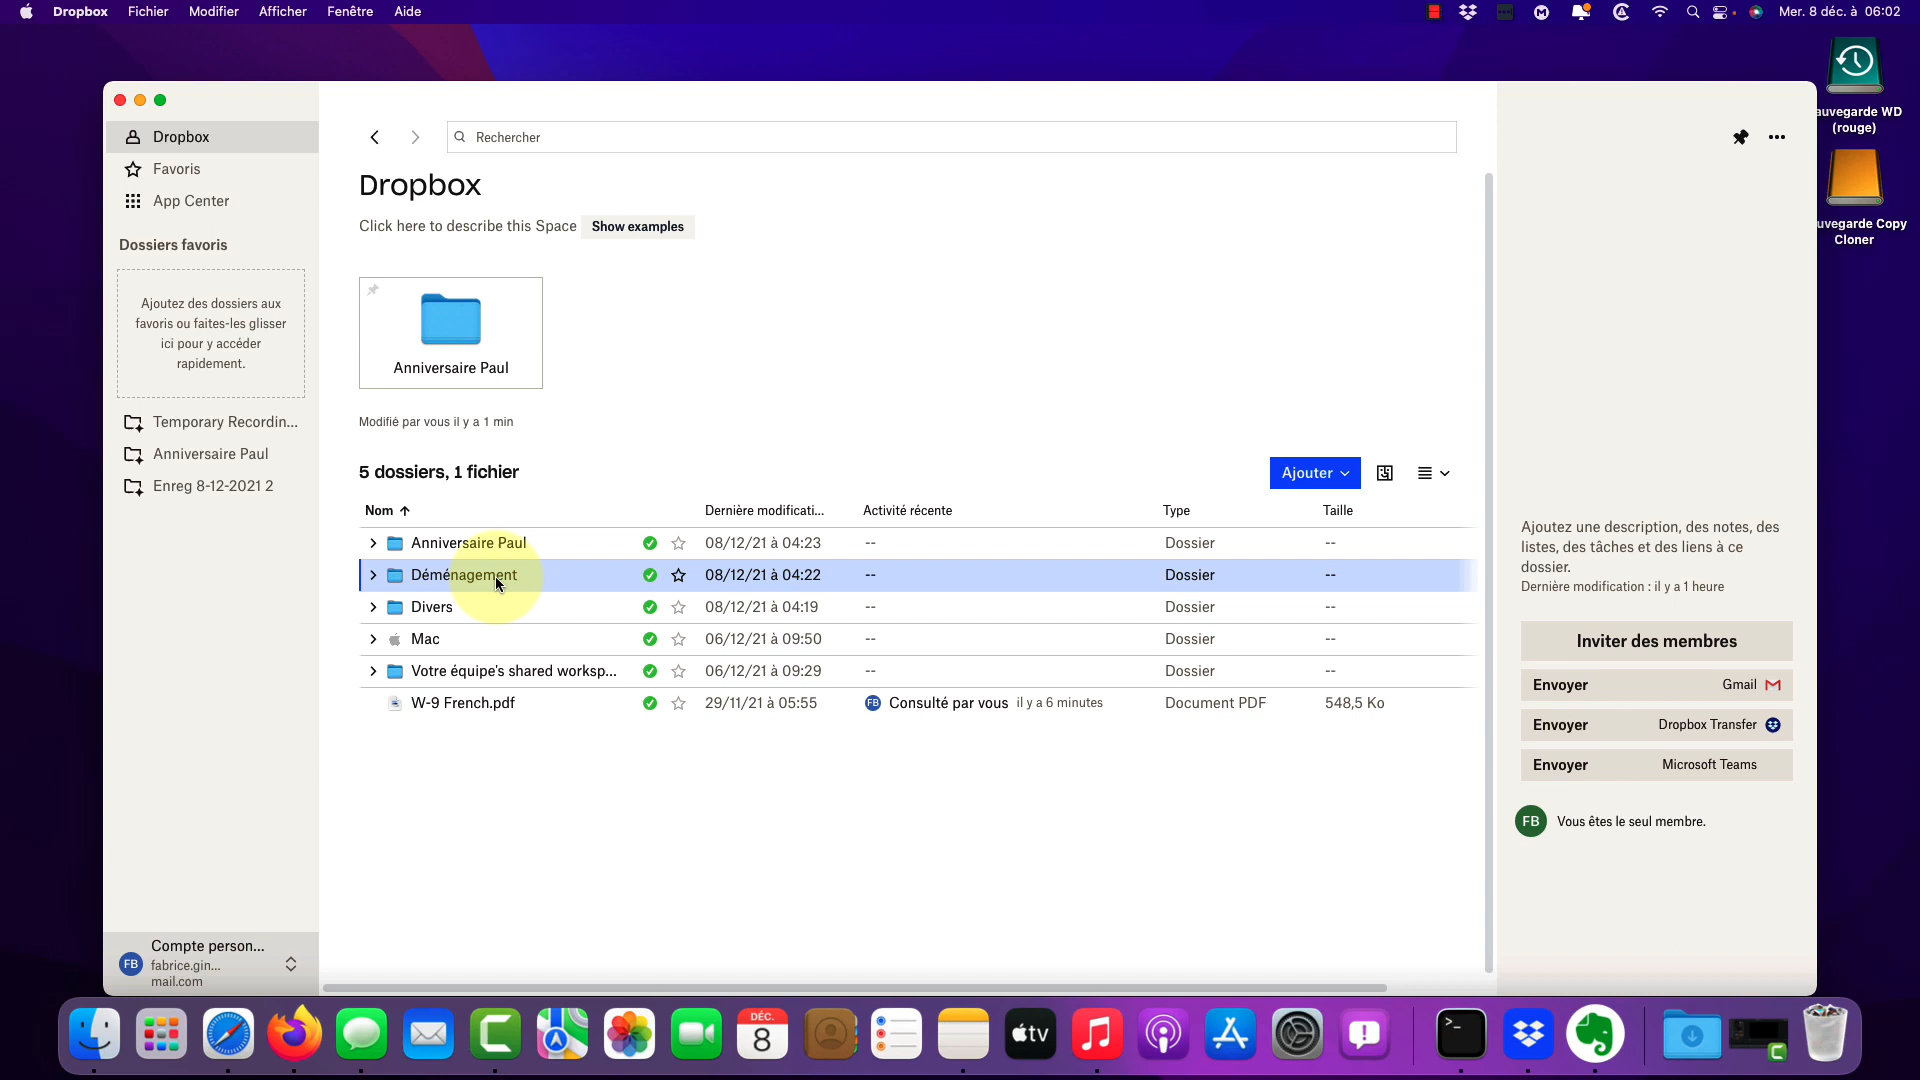 Dropbox Fichier Modifier Afficher Fenêtre Aide
Mer. 8 déc. à 06:02
auvegarde WD
(rouge)
uvegarde Copy
Cloner
Dropbox
Favoris
App Center
Dossiers favoris
Ajoutez des dossiers aux
favoris ou faites-les glisser
ici pour y accéder
rapidement.
Temporary Recordin...
Anniversaire Paul
Enreg 8-12-2021 2
FB
Compte person...
fabrice.gin...
mail.com
Rechercher
Dropbox
Click here to describe this Space Show examples
Anniversaire Paul
Modifié par vous il y a 1 min
5 dossiers, 1 fichier
Ajouter
Nom Dernière modificati... Activité récente Type Taille
Anniversaire Paul 08/12/21 à 04:23 -- Dossier --
Déménagement 08/12/21 à 04:22 -- Dossier --
Divers 08/12/21 à 04:19 -- Dossier --
Mac 06/12/21 à 09:50 -- Dossier --
Votre équipe's shared worksp... 06/12/21 à 09:29 -- Dossier --
W-9 French.pdf 29/11/21 à 05:55 FB Consulté par vous il y a 6 minutes Document PDF 548,5 Ko
Ajoutez une description, des notes, des
listes, des tâches et des liens à ce
dossier.
Dernière modification : il y a 1 heure
Inviter des membres
Envoyer Gmail
Envoyer Dropbox Transfer
Envoyer Microsoft Teams
FB Vous êtes le seul membre.
DÉC.
8
tv